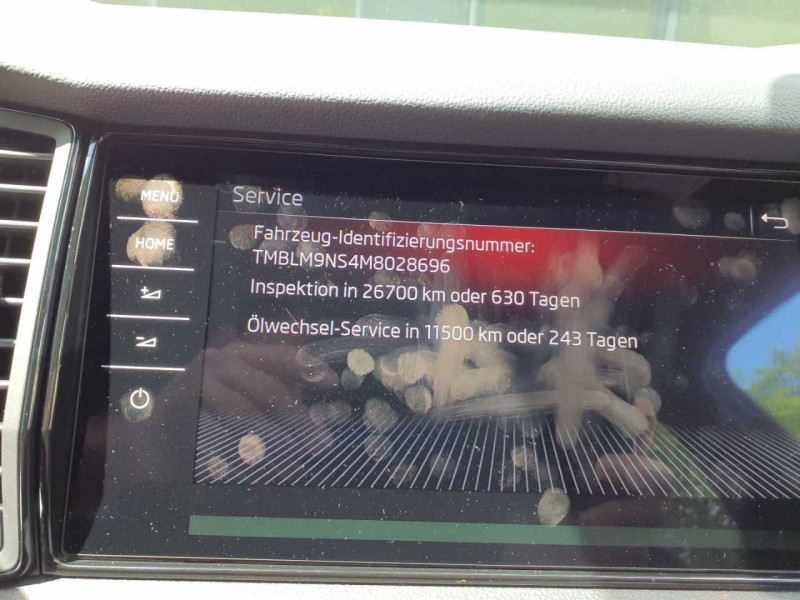 MENU
Service
HOME
Fahrzeug-Identifizierungsnummer:
TMBLM9NS4M8028696
Inspektion in 26700 km oder 630 Tagen
Ölwechsel-Service in 11500 km oder 243 Tagen